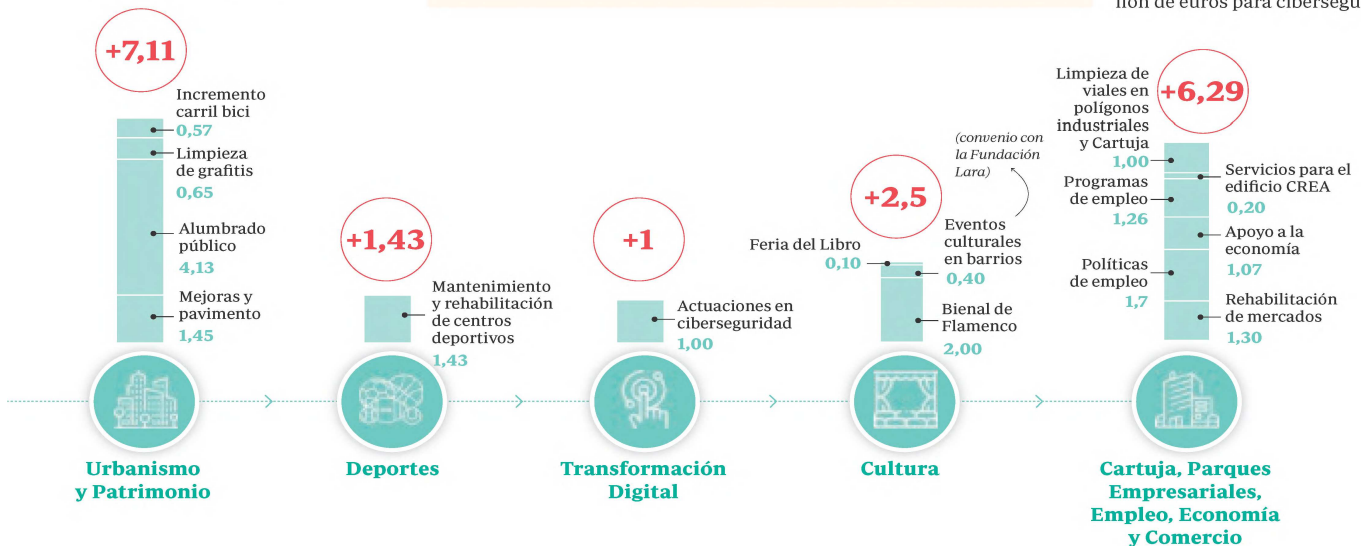 ión de euros para cibersegu
+7,11
Incremento
carril bici
0,57
Limpieza
de grafitis
0,65
Alumbrado
público
4,13
Mejoras y
pavimento
1,45
Urbanismo
y Patrimonio
+1,43
Mantenimiento
y rehabilitación
de centros
deportivos
1,43
Deportes
+1
Actuaciones en
ciberseguridad
1,00
Transformación
Digital
+2,5
(convenio con
la Fundación
Lara)
Feria del Libro
0,10
Eventos
culturales
en barrios
0,40
Bienal de
Flamenco
2,00
Cultura
+6,29
Limpieza de
viales en
polígonos
industriales
y Cartuja
1,00
Servicios para el
edificio CREA
0,20
Programas
de empleo
1,26
Apoyo a la
economía
1,07
Políticas
de empleo
1,7
Rehabilitación
de mercados
1,30
Cartuja, Parques
Empresariales,
Empleo, Economía
y Comercio